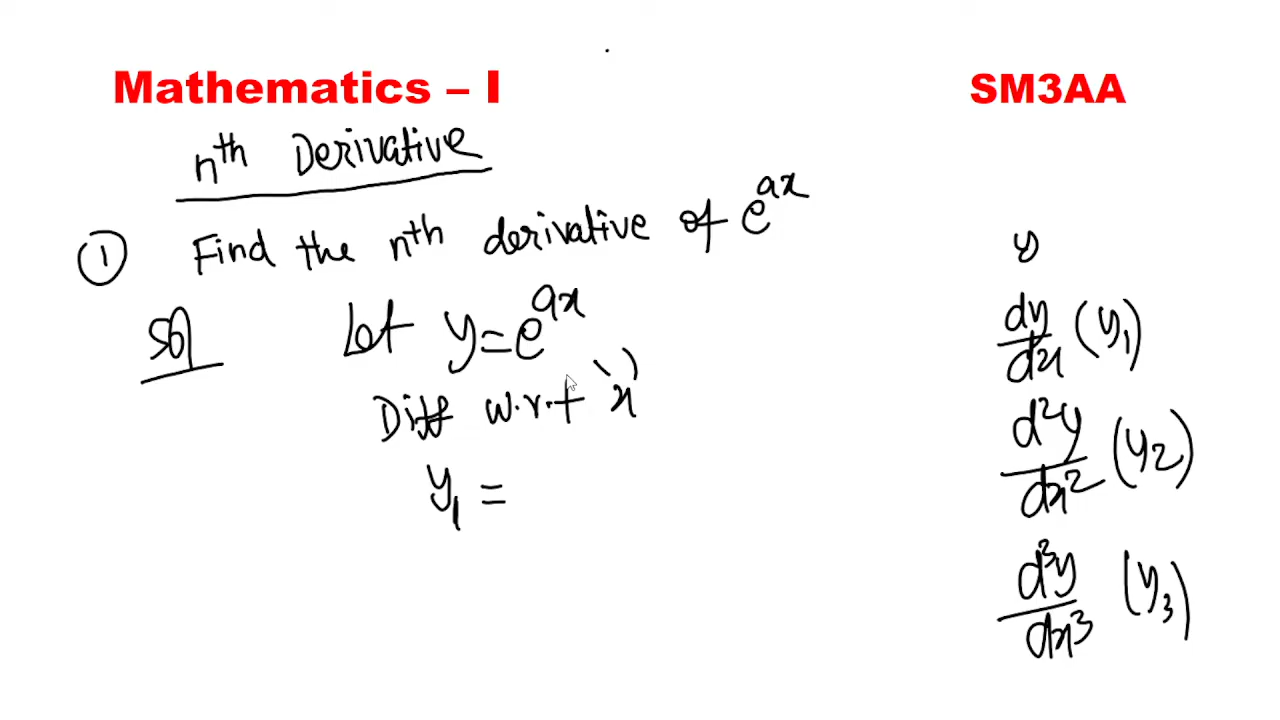 Mathematics – I
SM3AA
nth Derivative
① Find the nth derivative of e^ax
Sol Let y = e^ax
Diff w.r.t 'x'
y₁ =
y
dy/dx (y₁)
d²y/dx² (y₂)
d³y/dx³ (y₃)